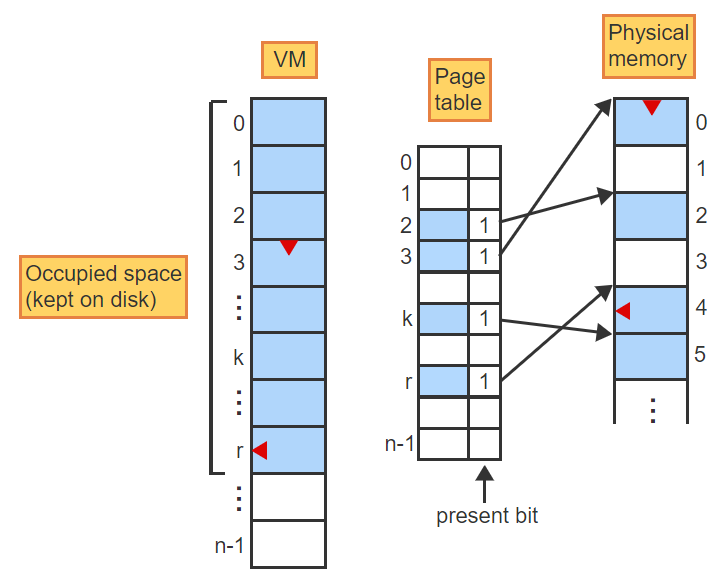 VM
0
1
2
3
⋮
k
⋮
r
⋮
n-1
Occupied space
(kept on disk)
Page
table
0
1
2 1
3 1
k 1
r 1
n-1
present bit
Physical
memory
0
1
2
3
4
5
⋮